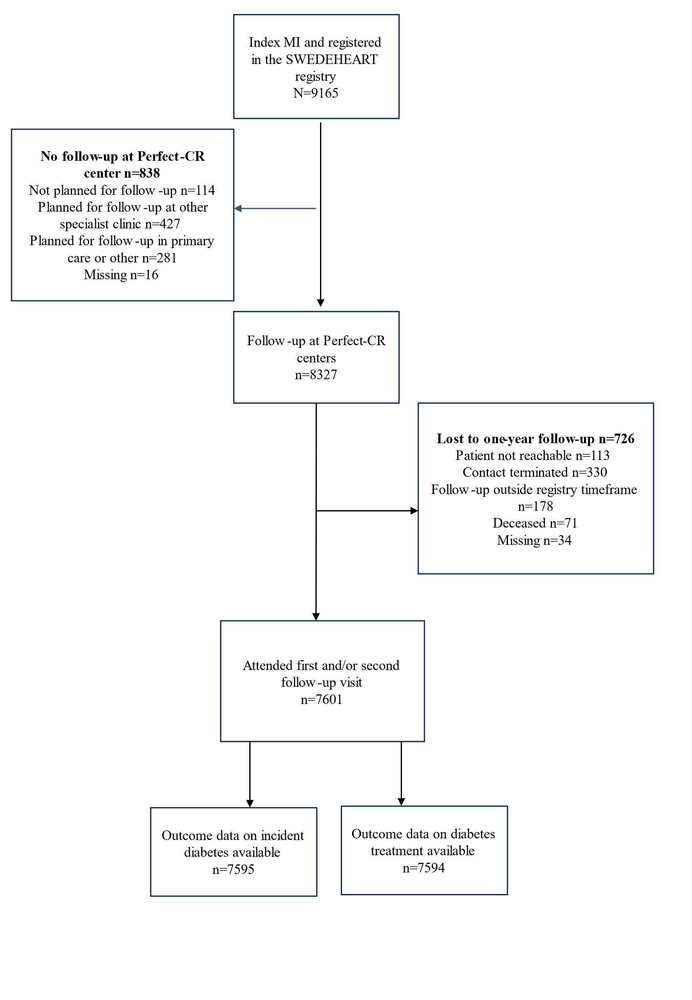 Index MI and registered
in the SWEDEHEART
registry
N=9165
No follow-up at Perfect-CR
center n=838
Not planned for follow-up n=114
Planned for follow-up at other
specialist clinic n=427
Planned for follow-up in primary
care or other n=281
Missing n=16
Follow-up at Perfect-CR
centers
n=8327
Lost to one-year follow-up n=726
Patient not reachable n=113
Contact terminated n=330
Follow-up outside registry timeframe
n=178
Deceased n=71
Missing n=34
Attended first and/or second
follow-up visit
n=7601
Outcome data on incident
diabetes available
n=7595
Outcome data on diabetes
treatment available
n=7594